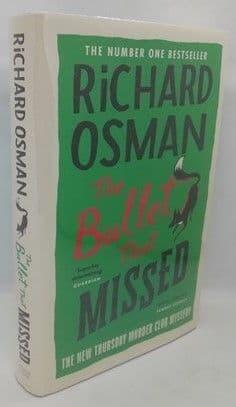 RiCHARD OSMAN
The Bullet That MISSED
THE NUMBER ONE BESTSELLER
RiCHARD
OSMAN
The
Bullet
That
MISSED
GUARDIAN
THE NEW THURSDAY MURDER CLUB MYSTERY